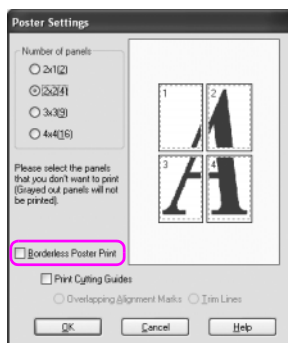 Poster Settings
Number of panels
2x1(2)
2x2(4)
3x3(9)
4x4(16)
1
2
3
4
Please select the panels
that you don't want to print
(Grayed out panels will not
be printed).
Borderless Poster Print
Print Cutting Guides
Overlapping Alignment Marks
Trim Lines
OK
Cancel
Help